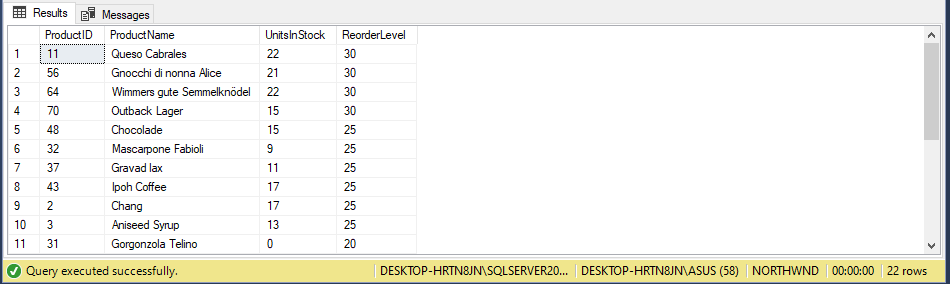 Results Messages
ProductID ProductName UnitsInStock ReorderLevel
1 11 Queso Cabrales 22 30
2 56 Gnocchi di nonna Alice 21 30
3 64 Wimmers gute Semmelknödel 22 30
4 70 Outback Lager 15 30
5 48 Chocolade 15 25
6 32 Mascarpone Fabioli 9 25
7 37 Gravad lax 11 25
8 43 Ipoh Coffee 17 25
9 2 Chang 17 25
10 3 Aniseed Syrup 13 25
11 31 Gorgonzola Telino 0 20
Query executed successfully. DESKTOP-HRTN8JN\SQLSERVER20... DESKTOP-HRTN8JN\ASUS (58) NORTHWND 00:00:00 22 rows